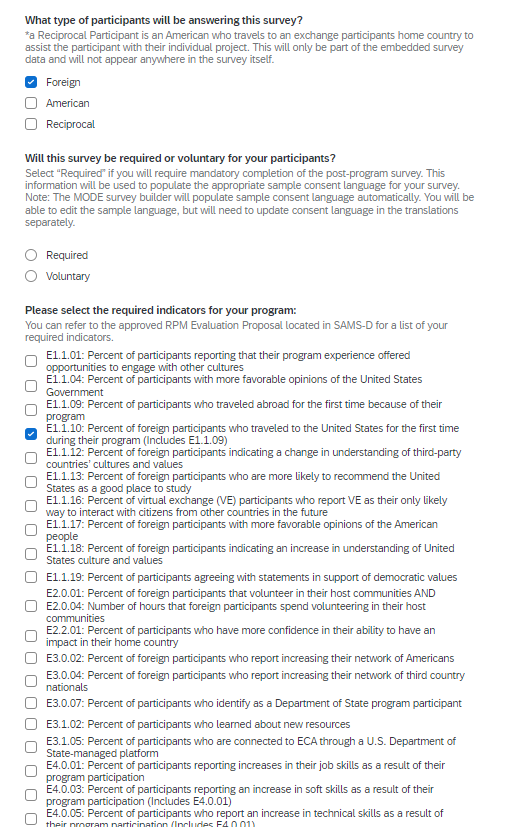 What type of participants will be answering this survey?
*a Reciprocal Participant is an American who travels to an exchange participants home country to
assist the participant with their individual project. This will only be part of the embedded survey
data and will not appear anywhere in the survey itself.
Foreign
American
Reciprocal
Will this survey be required or voluntary for your participants?
Select "Required" if you will require mandatory completion of the post-program survey. This
information will be used to populate the appropriate sample consent language for your survey.
Note: The MODE survey builder will populate sample consent language automatically. You will be
able to edit the sample language, but will need to update consent language in the translations
separately.
Required
Voluntary
Please select the required indicators for your program:
You can refer to the approved RPM Evaluation Proposal located in SAMS-D for a list of your
required indicators.
E1.1.01: Percent of participants reporting that their program experience offered
opportunities to engage with other cultures
E1.1.04: Percent of participants with more favorable opinions of the United States
Government
E1.1.09: Percent of participants who traveled abroad for the first time because of their
program
E1.1.10: Percent of foreign participants who traveled to the United States for the first time
during their program (Includes E1.1.09)
E1.1.12: Percent of foreign participants indicating a change in understanding of third-party
countries' cultures and values
E1.1.13: Percent of foreign participants who are more likely to recommend the United
States as a good place to study
E1.1.16: Percent of virtual exchange (VE) participants who report VE as their only likely
way to interact with citizens from other countries in the future
E1.1.17: Percent of foreign participants with more favorable opinions of the American
people
E1.1.18: Percent of foreign participants indicating an increase in understanding of United
States culture and values
E1.1.19: Percent of participants agreeing with statements in support of democratic values
E2.0.01: Percent of foreign participants that volunteer in their host communities AND
E2.0.04: Number of hours that foreign participants spend volunteering in their host
communities
E2.2.01: Percent of participants who have more confidence in their ability to have an
impact in their home country
E3.0.02: Percent of foreign participants who report increasing their network of Americans
E3.0.04: Percent of foreign participants who report increasing their network of third country
nationals
E3.0.07: Percent of participants who identify as a Department of State program participant
E3.1.02: Percent of participants who learned about new resources
E3.1.05: Percent of participants who are connected to ECA through a U.S. Department of
State-managed platform
E4.0.01: Percent of participants reporting increases in their job skills as a result of their
program participation
E4.0.03: Percent of participants reporting an increase in soft skills as a result of their
program participation (Includes E4.0.01)
E4.0.05: Percent of participants who report an increase in technical skills as a result of
their program participation (Includes E4.0.01)